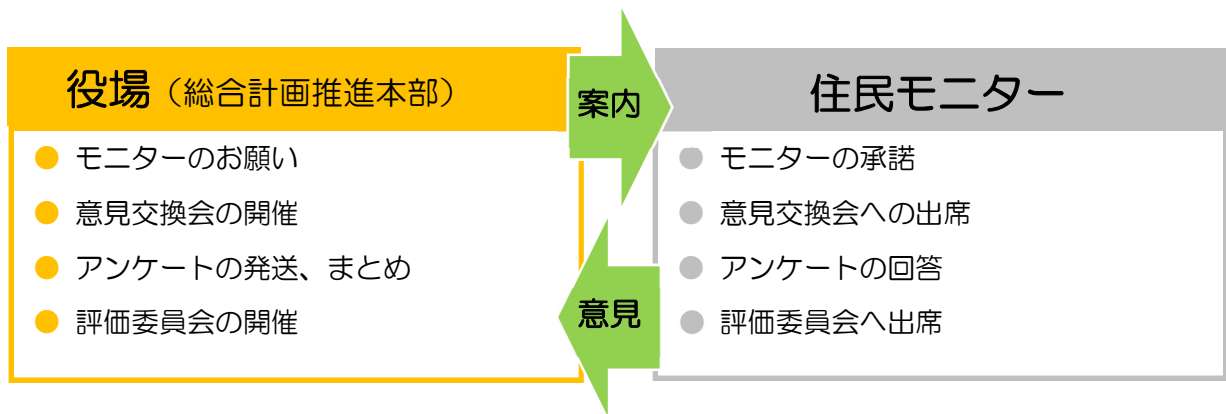 役場（総合計画推進本部）
● モニターのお願い
● 意見交換会の開催
● アンケートの発送、まとめ
● 評価委員会の開催
案内
意見
住民モニター
● モニターの承諾
● 意見交換会への出席
● アンケートの回答
● 評価委員会へ出席